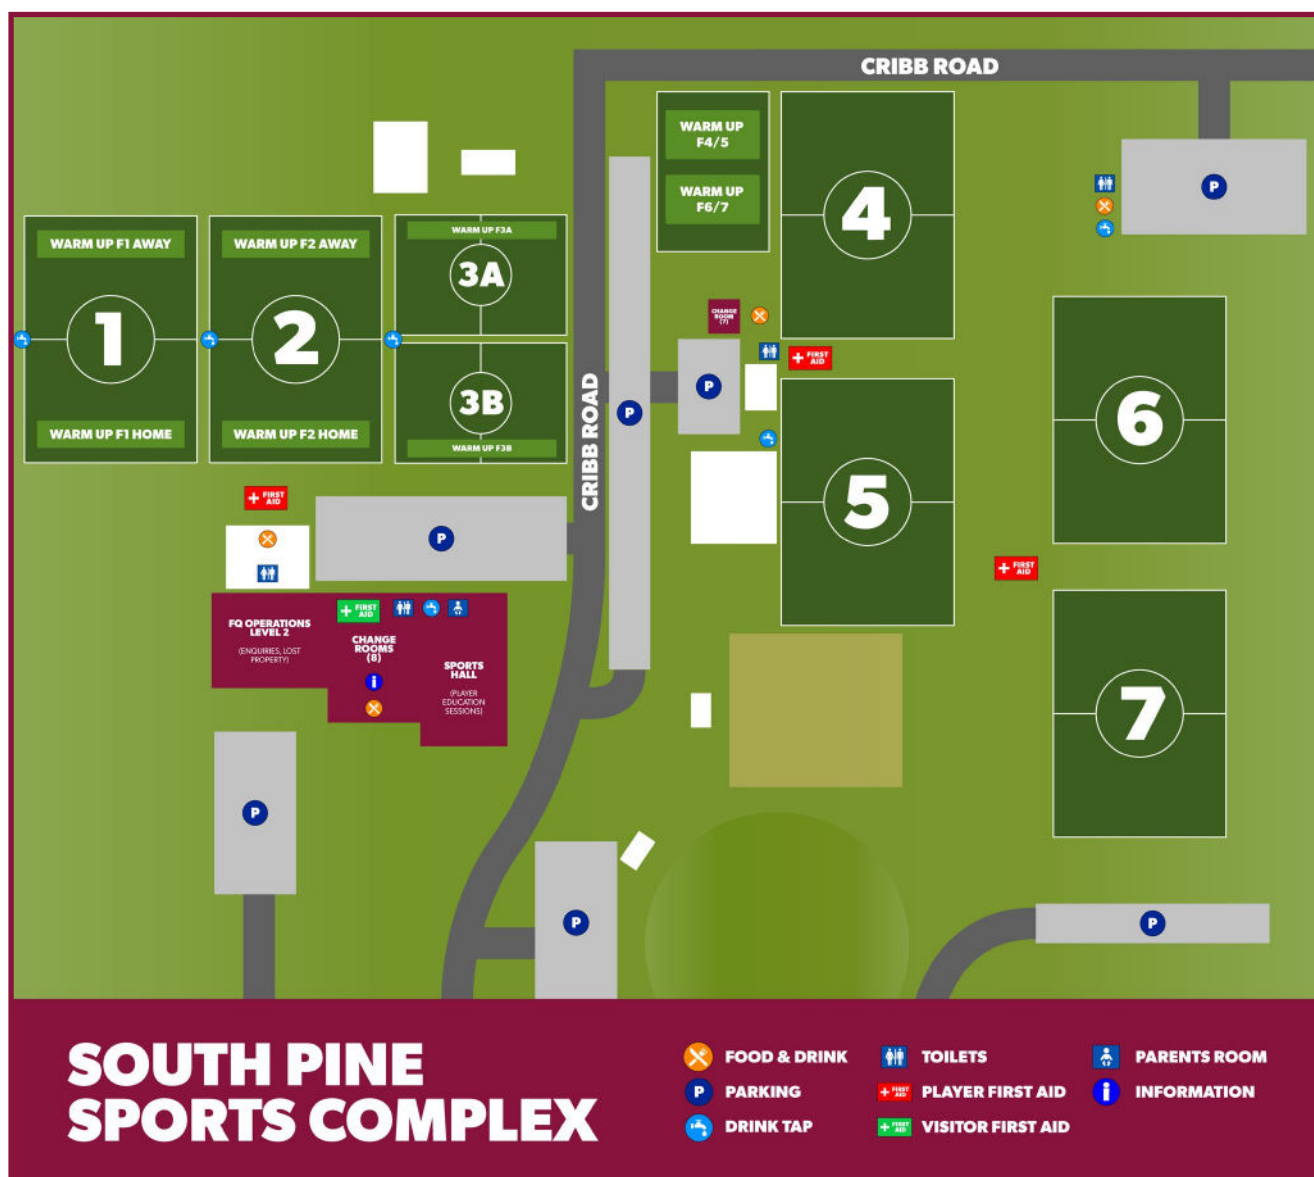 CRIBB ROAD
WARM UP
F4/5
WARM UP
F6/7
4
P
WARM UP F1 AWAY
WARM UP F2 AWAY
WARM UP F3A
3A
1
2
CHANGE
ROOM
(7)
FIRST
AID
3B
P
P
CRIBB ROAD
6
WARM UP F1 HOME
WARM UP F2 HOME
WARM UP F3B
5
FIRST
AID
P
FIRST
AID
FQ OPERATIONS
LEVEL 2
(ENQUIRIES, LOST
PROPERTY)
FIRST
AID
CHANGE
ROOMS
(8)
i
SPORTS
HALL
(PLAYER
EDUCATION
SESSIONS)
7
P
P
P
SOUTH PINE
SPORTS COMPLEX
FOOD & DRINK
P PARKING
DRINK TAP
TOILETS
FIRST AID PLAYER FIRST AID
FIRST AID VISITOR FIRST AID
PARENTS ROOM
i INFORMATION